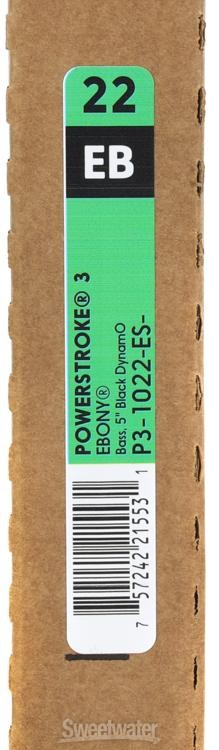 22
EB
POWERSTROKE® 3
EBONY®
Bass, 5" Black DynamO
P3-1022-ES-
7 57242 21553 1
Sweetwater